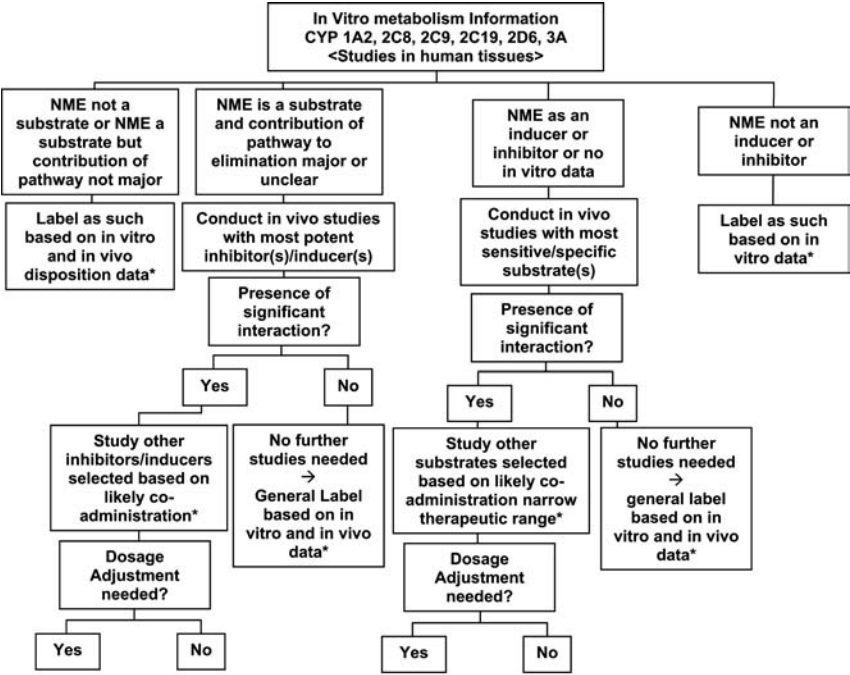 In Vitro metabolism Information
CYP 1A2, 2C8, 2C9, 2C19, 2D6, 3A
<Studies in human tissues>
NME not a
substrate or NME a
substrate but
contribution of
pathway not major
NME is a substrate
and contribution of
pathway to
elimination major or
unclear
NME as an
inducer or
inhibitor or no
in vitro data
NME not an
inducer or
inhibitor
Label as such
based on in vitro
and in vivo
disposition data*
Conduct in vivo studies
with most potent
inhibitor(s)/inducer(s)
Conduct in vivo
studies with most
sensitive/specific
substrate(s)
Label as such
based on in
vitro data*
Presence of
significant
interaction?
Presence of
significant
interaction?
Yes
No
Yes
No
Study other
inhibitors/inducers
selected based on
likely co-
administration*
No further
studies needed
→
General Label
based on in
vitro and in vivo
data*
Study other
substrates selected
based on likely co-
administration narrow
therapeutic range*
No further
studies needed
→
general label
based on in
vitro and in vivo
data*
Dosage
Adjustment
needed?
Dosage
Adjustment
needed?
Yes
No
Yes
No